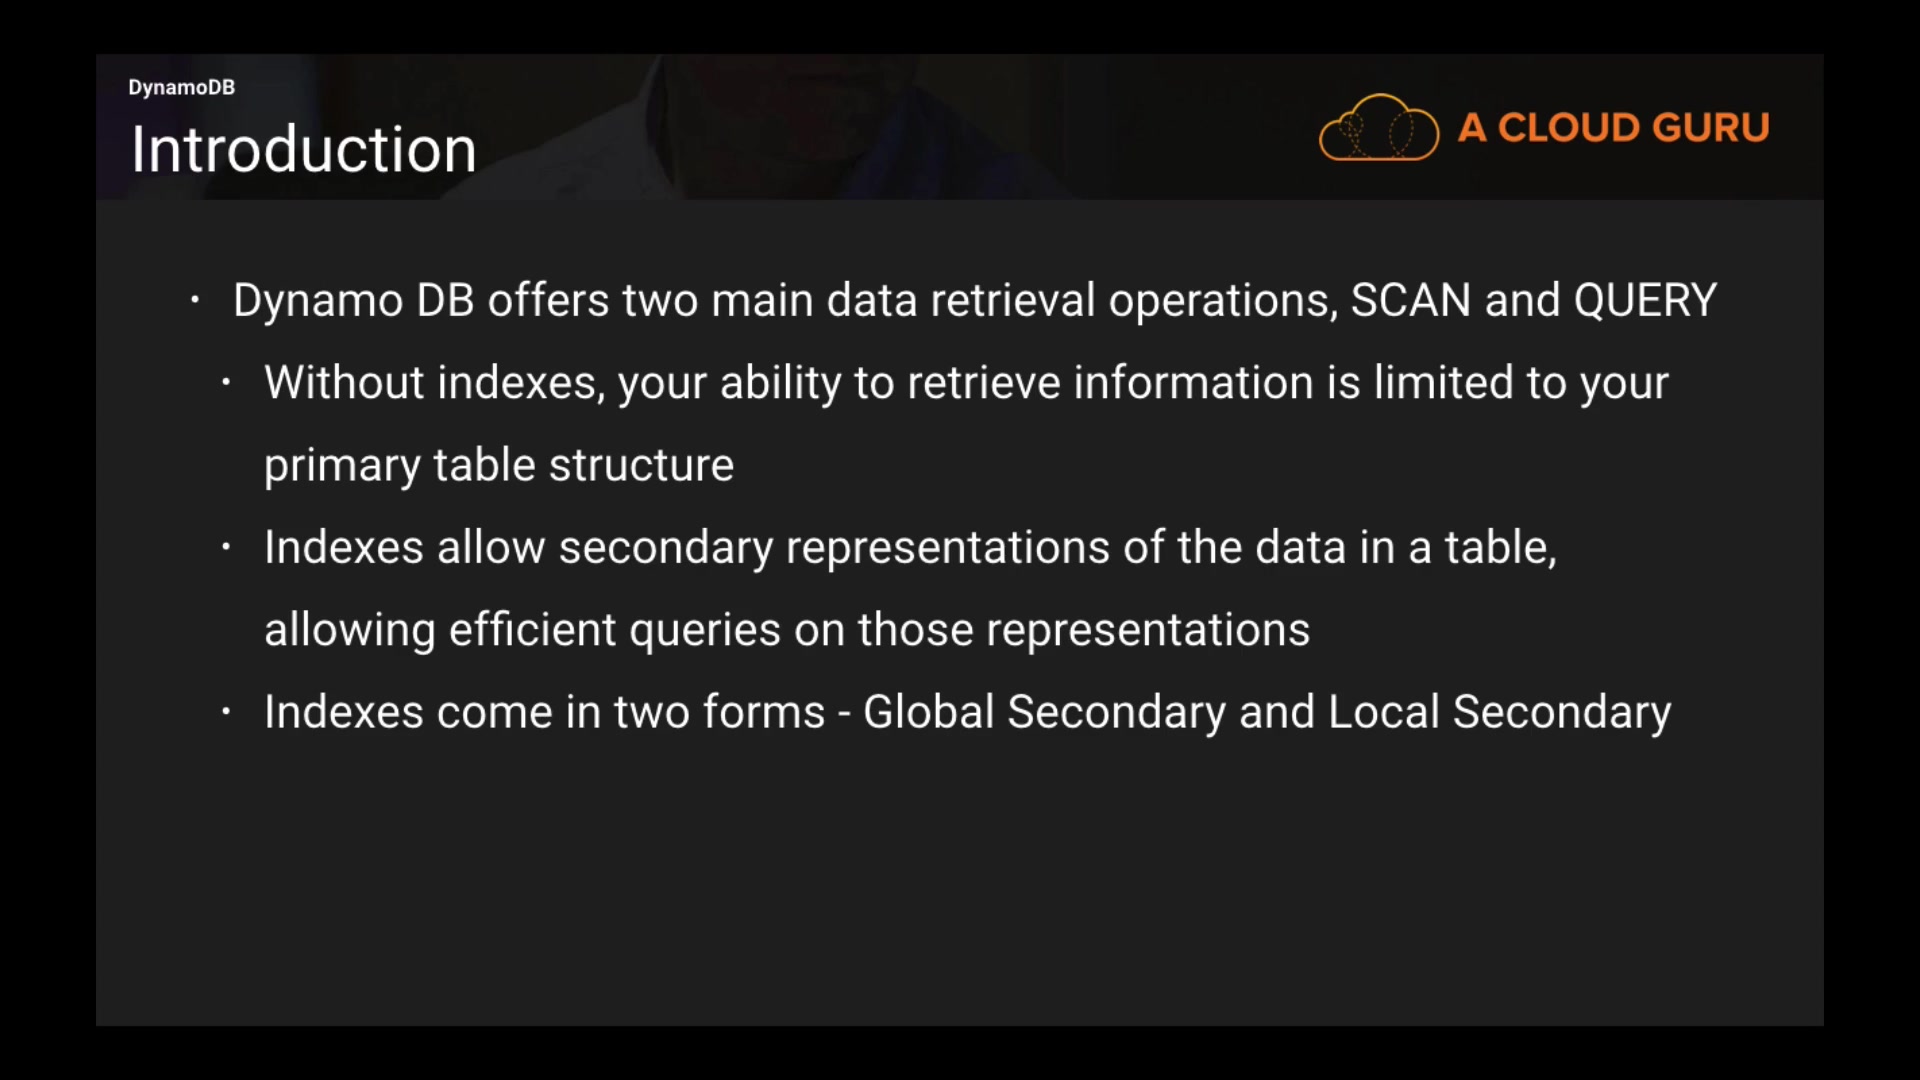 DynamoDB
Introduction
A CLOUD GURU
• Dynamo DB offers two main data retrieval operations, SCAN and QUERY
• Without indexes, your ability to retrieve information is limited to your
primary table structure
• Indexes allow secondary representations of the data in a table,
allowing efficient queries on those representations
• Indexes come in two forms - Global Secondary and Local Secondary